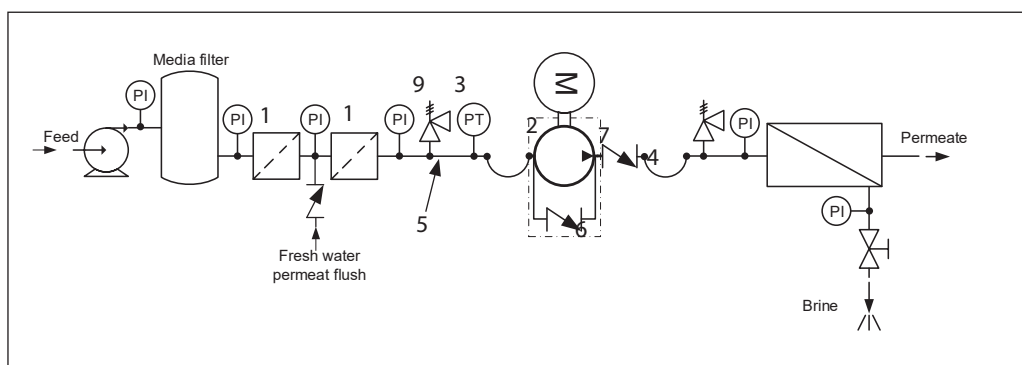 Media filter
PI
9
3
PI
1
PI
1
PI
PT
M
2
7
4
PI
Feed
Permeate
5
6
PI
Fresh water
permeat flush
Brine